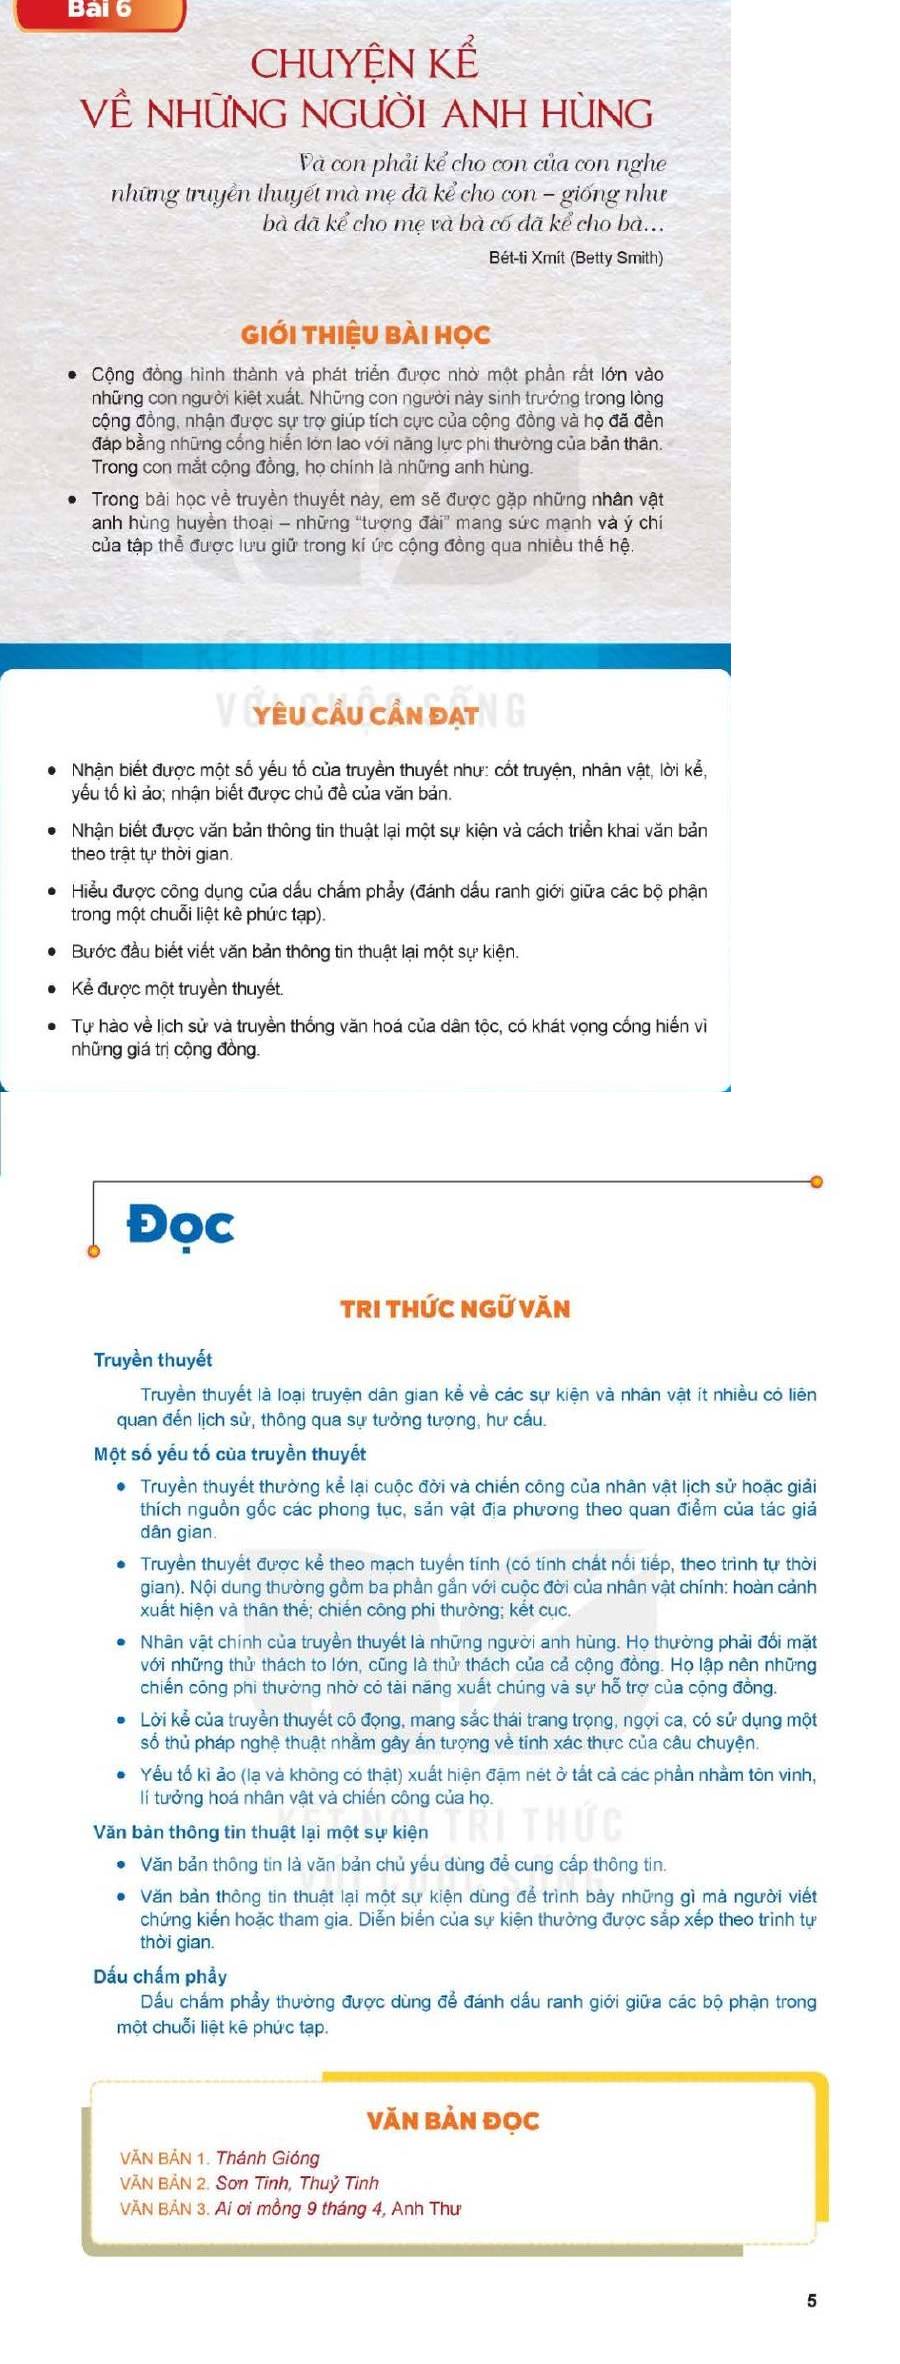 Bài 6
CHUYỆN KỂ
VỀ NHỮNG NGƯỜI ANH HÙNG
Và con phải kể cho con của con nghe
những truyền thuyết mà mẹ đã kể cho con – giống như
bà đã kể cho mẹ và bà cố đã kể cho bà...
Bét-ti Xmít (Betty Smith)
GIỚI THIỆU BÀI HỌC
• Cộng đồng hình thành và phát triển được nhờ một phần rất lớn vào
những con người kiệt xuất. Những con người này sinh trưởng trong lòng
cộng đồng, nhận được sự trợ giúp tích cực của cộng đồng và họ đã đền
đáp bằng những cống hiến lớn lao với năng lực phi thường của bản thân.
Trong con mắt cộng đồng, họ chính là những anh hùng.
• Trong bài học về truyền thuyết này, em sẽ được gặp những nhân vật
anh hùng huyền thoại – những “tượng đài” mang sức mạnh và ý chí
của tập thể được lưu giữ trong kí ức cộng đồng qua nhiều thế hệ.
KẾT NỐI TRI THỨC
VỚI CUỘC SỐNG
YÊU CẦU CẦN ĐẠT
• Nhận biết được một số yếu tố của truyền thuyết như: cốt truyện, nhân vật, lời kể,
yếu tố kì ảo; nhận biết được chủ đề của văn bản.
• Nhận biết được văn bản thông tin thuật lại một sự kiện và cách triển khai văn bản
theo trật tự thời gian.
• Hiểu được công dụng của dấu chấm phẩy (đánh dấu ranh giới giữa các bộ phận
trong một chuỗi liệt kê phức tạp).
• Bước đầu biết viết văn bản thông tin thuật lại một sự kiện.
• Kể được một truyền thuyết.
• Tự hào về lịch sử và truyền thống văn hoá của dân tộc, có khát vọng cống hiến vì
những giá trị cộng đồng.
Đọc
TRI THỨC NGỮ VĂN
Truyền thuyết
Truyền thuyết là loại truyện dân gian kể về các sự kiện và nhân vật ít nhiều có liên
quan đến lịch sử, thông qua sự tưởng tượng, hư cấu.
Một số yếu tố của truyền thuyết
• Truyền thuyết thường kể lại cuộc đời và chiến công của nhân vật lịch sử hoặc giải
thích nguồn gốc các phong tục, sản vật địa phương theo quan điểm của tác giả
dân gian.
• Truyền thuyết được kể theo mạch tuyến tính (có tính chất nối tiếp, theo trình tự thời
gian). Nội dung thường gồm ba phần gắn với cuộc đời của nhân vật chính: hoàn cảnh
xuất hiện và thân thế; chiến công phi thường; kết cục.
• Nhân vật chính của truyền thuyết là những người anh hùng. Họ thường phải đối mặt
với những thử thách to lớn, cũng là thử thách của cả cộng đồng. Họ lập nên những
chiến công phi thường nhờ có tài năng xuất chúng và sự hỗ trợ của cộng đồng.
• Lời kể của truyền thuyết cô đọng, mang sắc thái trang trọng, ngợi ca, có sử dụng một
số thủ pháp nghệ thuật nhằm gây ấn tượng về tính xác thực của câu chuyện.
• Yếu tố kì ảo (lạ và không có thật) xuất hiện đậm nét ở tất cả các phần nhằm tôn vinh,
lí tưởng hoá nhân vật và chiến công của họ.
KẾT NỐI TRI THỨC
Văn bản thông tin thuật lại một sự kiện
• Văn bản thông tin là văn bản chủ yếu dùng để cung cấp thông tin.
VỚI CUỘC SỐNG
• Văn bản thông tin thuật lại một sự kiện dùng để trình bày những gì mà người viết
chứng kiến hoặc tham gia. Diễn biến của sự kiện thường được sắp xếp theo trình tự
thời gian.
Dấu chấm phẩy
Dấu chấm phẩy thường được dùng để đánh dấu ranh giới giữa các bộ phận trong
một chuỗi liệt kê phức tạp.
VĂN BẢN ĐỌC
VĂN BẢN 1. Thánh Gióng
VĂN BẢN 2. Sơn Tinh, Thuỷ Tinh
VĂN BẢN 3. Ai ơi mồng 9 tháng 4, Anh Thư
5